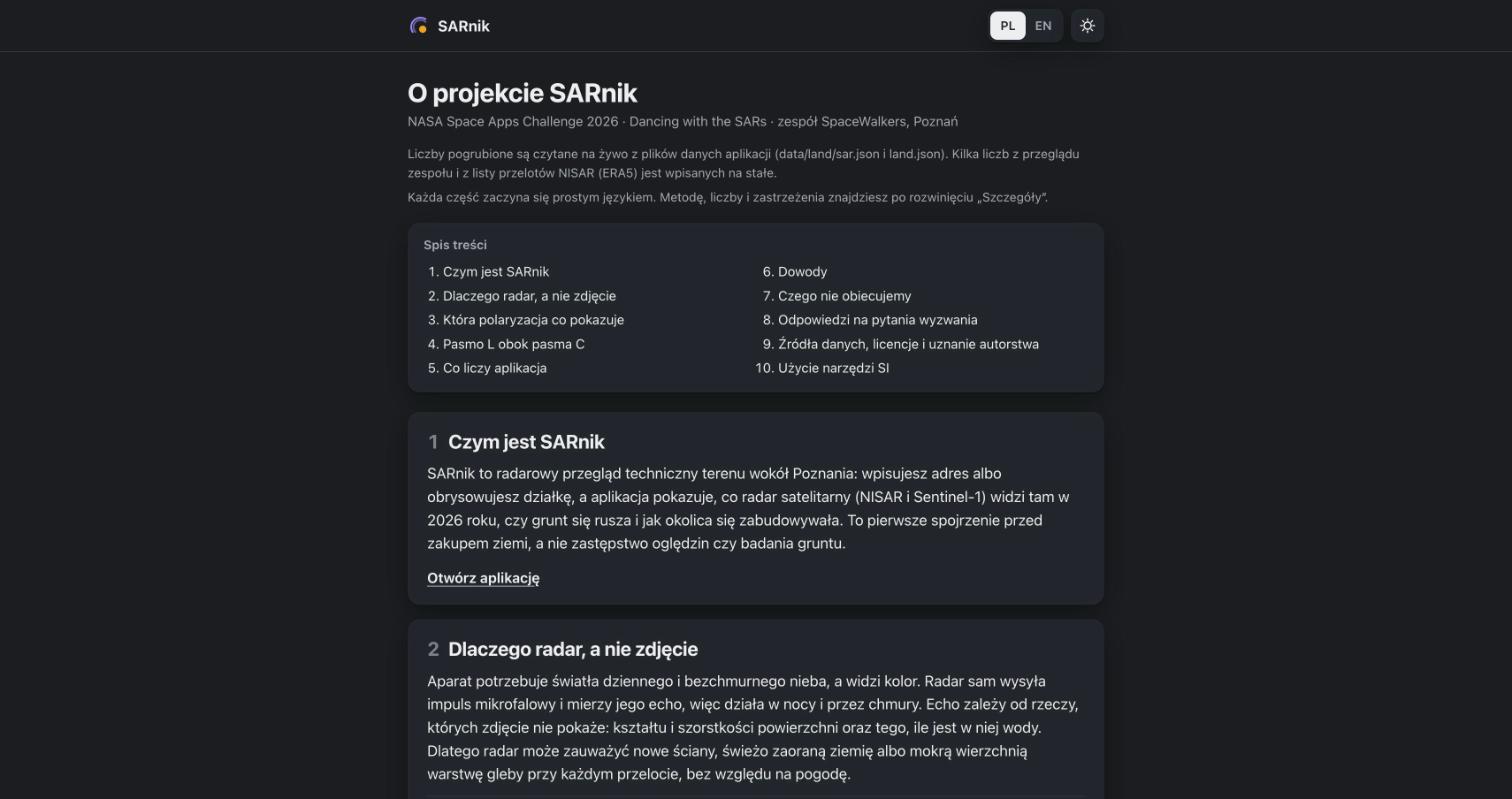 SARnik
PL
EN
O projekcie SARnik
NASA Space Apps Challenge 2026 · Dancing with the SARs · zespół SpaceWalkers, Poznań
Liczby pogrubione są czytane na żywo z plików danych aplikacji (data/land/sar.json i land.json). Kilka liczb z przeglądu
zespołu i z listy przelotów NISAR (ERA5) jest wpisanych na stałe.
Każda część zaczyna się prostym językiem. Metodę, liczby i zastrzeżenia znajdziesz po rozwinięciu „Szczegóły”.
Spis treści
1. Czym jest SARnik
2. Dlaczego radar, a nie zdjęcie
3. Która polaryzacja co pokazuje
4. Pasmo L obok pasma C
5. Co liczy aplikacja
6. Dowody
7. Czego nie obiecujemy
8. Odpowiedzi na pytania wyzwania
9. Źródła danych, licencje i uznanie autorstwa
10. Użycie narzędzi SI
1 Czym jest SARnik
SARnik to radarowy przegląd techniczny terenu wokół Poznania: wpisujesz adres albo
obrysowujesz działkę, a aplikacja pokazuje, co radar satelitarny (NISAR i Sentinel-1) widzi tam w
2026 roku, czy grunt się rusza i jak okolica się zabudowywała. To pierwsze spojrzenie przed
zakupem ziemi, a nie zastępstwo oględzin czy badania gruntu.
Otwórz aplikację
2 Dlaczego radar, a nie zdjęcie
Aparat potrzebuje światła dziennego i bezchmurnego nieba, a widzi kolor. Radar sam wysyła
impuls mikrofalowy i mierzy jego echo, więc działa w nocy i przez chmury. Echo zależy od rzeczy,
których zdjęcie nie pokaże: kształtu i szorstkości powierzchni oraz tego, ile jest w niej wody.
Dlatego radar może zauważyć nowe ściany, świeżo zaoraną ziemię albo mokrą wierzchnią
warstwę gleby przy każdym przelocie, bez względu na pogodę.